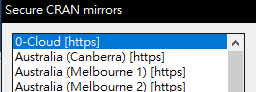 Secure CRAN mirrors
0-Cloud [https]
Australia (Canberra) [https]
Australia (Melbourne 1) [https]
Australia (Melbourne 2) [https]